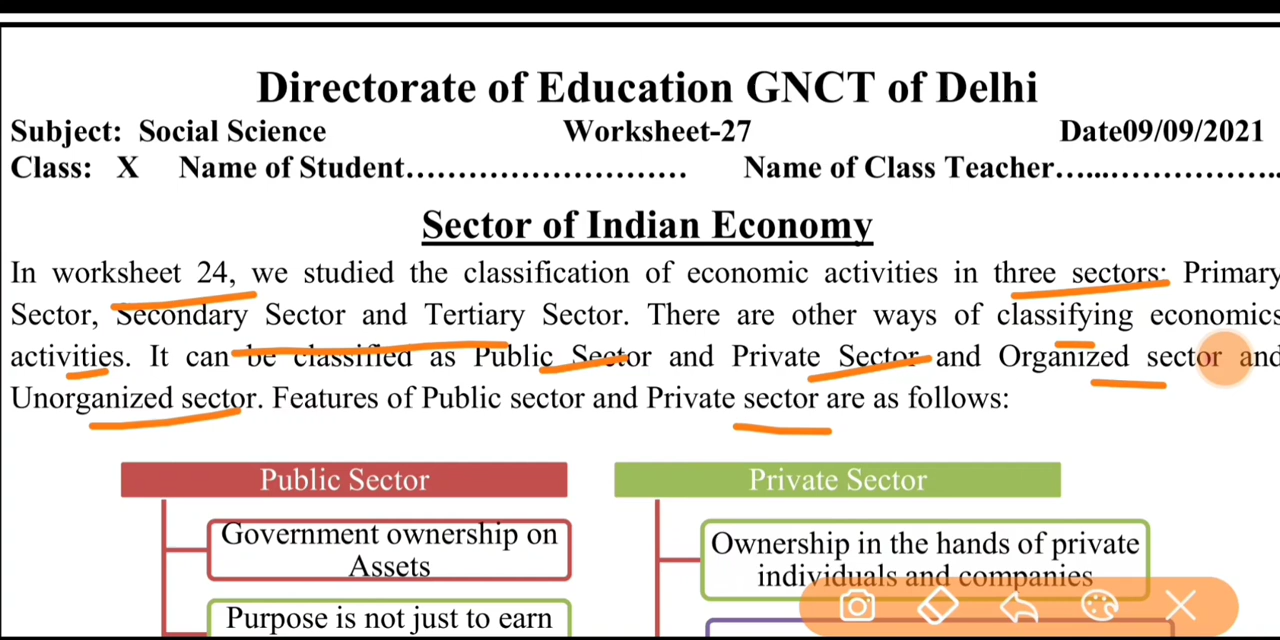 Directorate of Education GNCT of Delhi
Subject: Social Science Worksheet-27 Date09/09/2021
Class: X Name of Student........................... Name of Class Teacher......................
Sector of Indian Economy
In worksheet 24, we studied the classification of economic activities in three sectors: Primary
Sector, Secondary Sector and Tertiary Sector. There are other ways of classifying economics
activities. It can be classified as Public Sector and Private Sector and Organized sector and
Unorganized sector. Features of Public sector and Private sector are as follows:
Public Sector
Private Sector
Government ownership on
Assets
Ownership in the hands of private
individuals and companies
Purpose is not just to earn